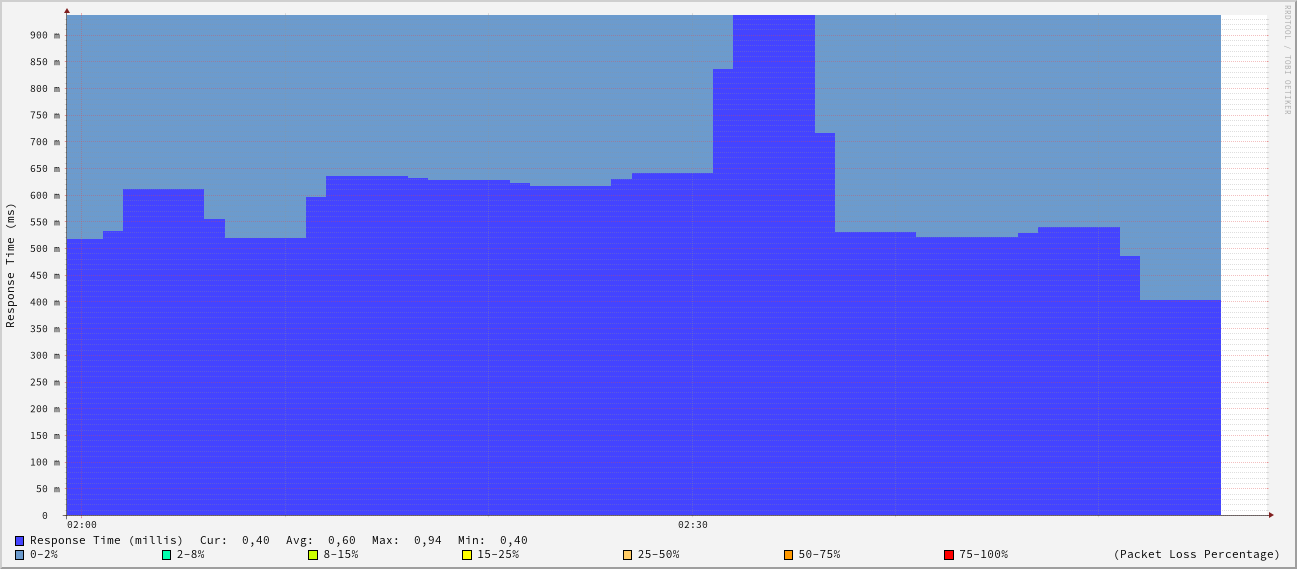 RRDTOOL / TOBI OETIKER
Response Time (ms)
900 m
850 m
800 m
750 m
700 m
650 m
600 m
550 m
500 m
450 m
400 m
350 m
300 m
250 m
200 m
150 m
100 m
50 m
0
02:00 02:30
Response Time (millis) Cur: 0,40 Avg: 0,60 Max: 0,94 Min: 0,40
0-2% 2-8% 8-15% 15-25% 25-50% 50-75% 75-100% (Packet Loss Percentage)